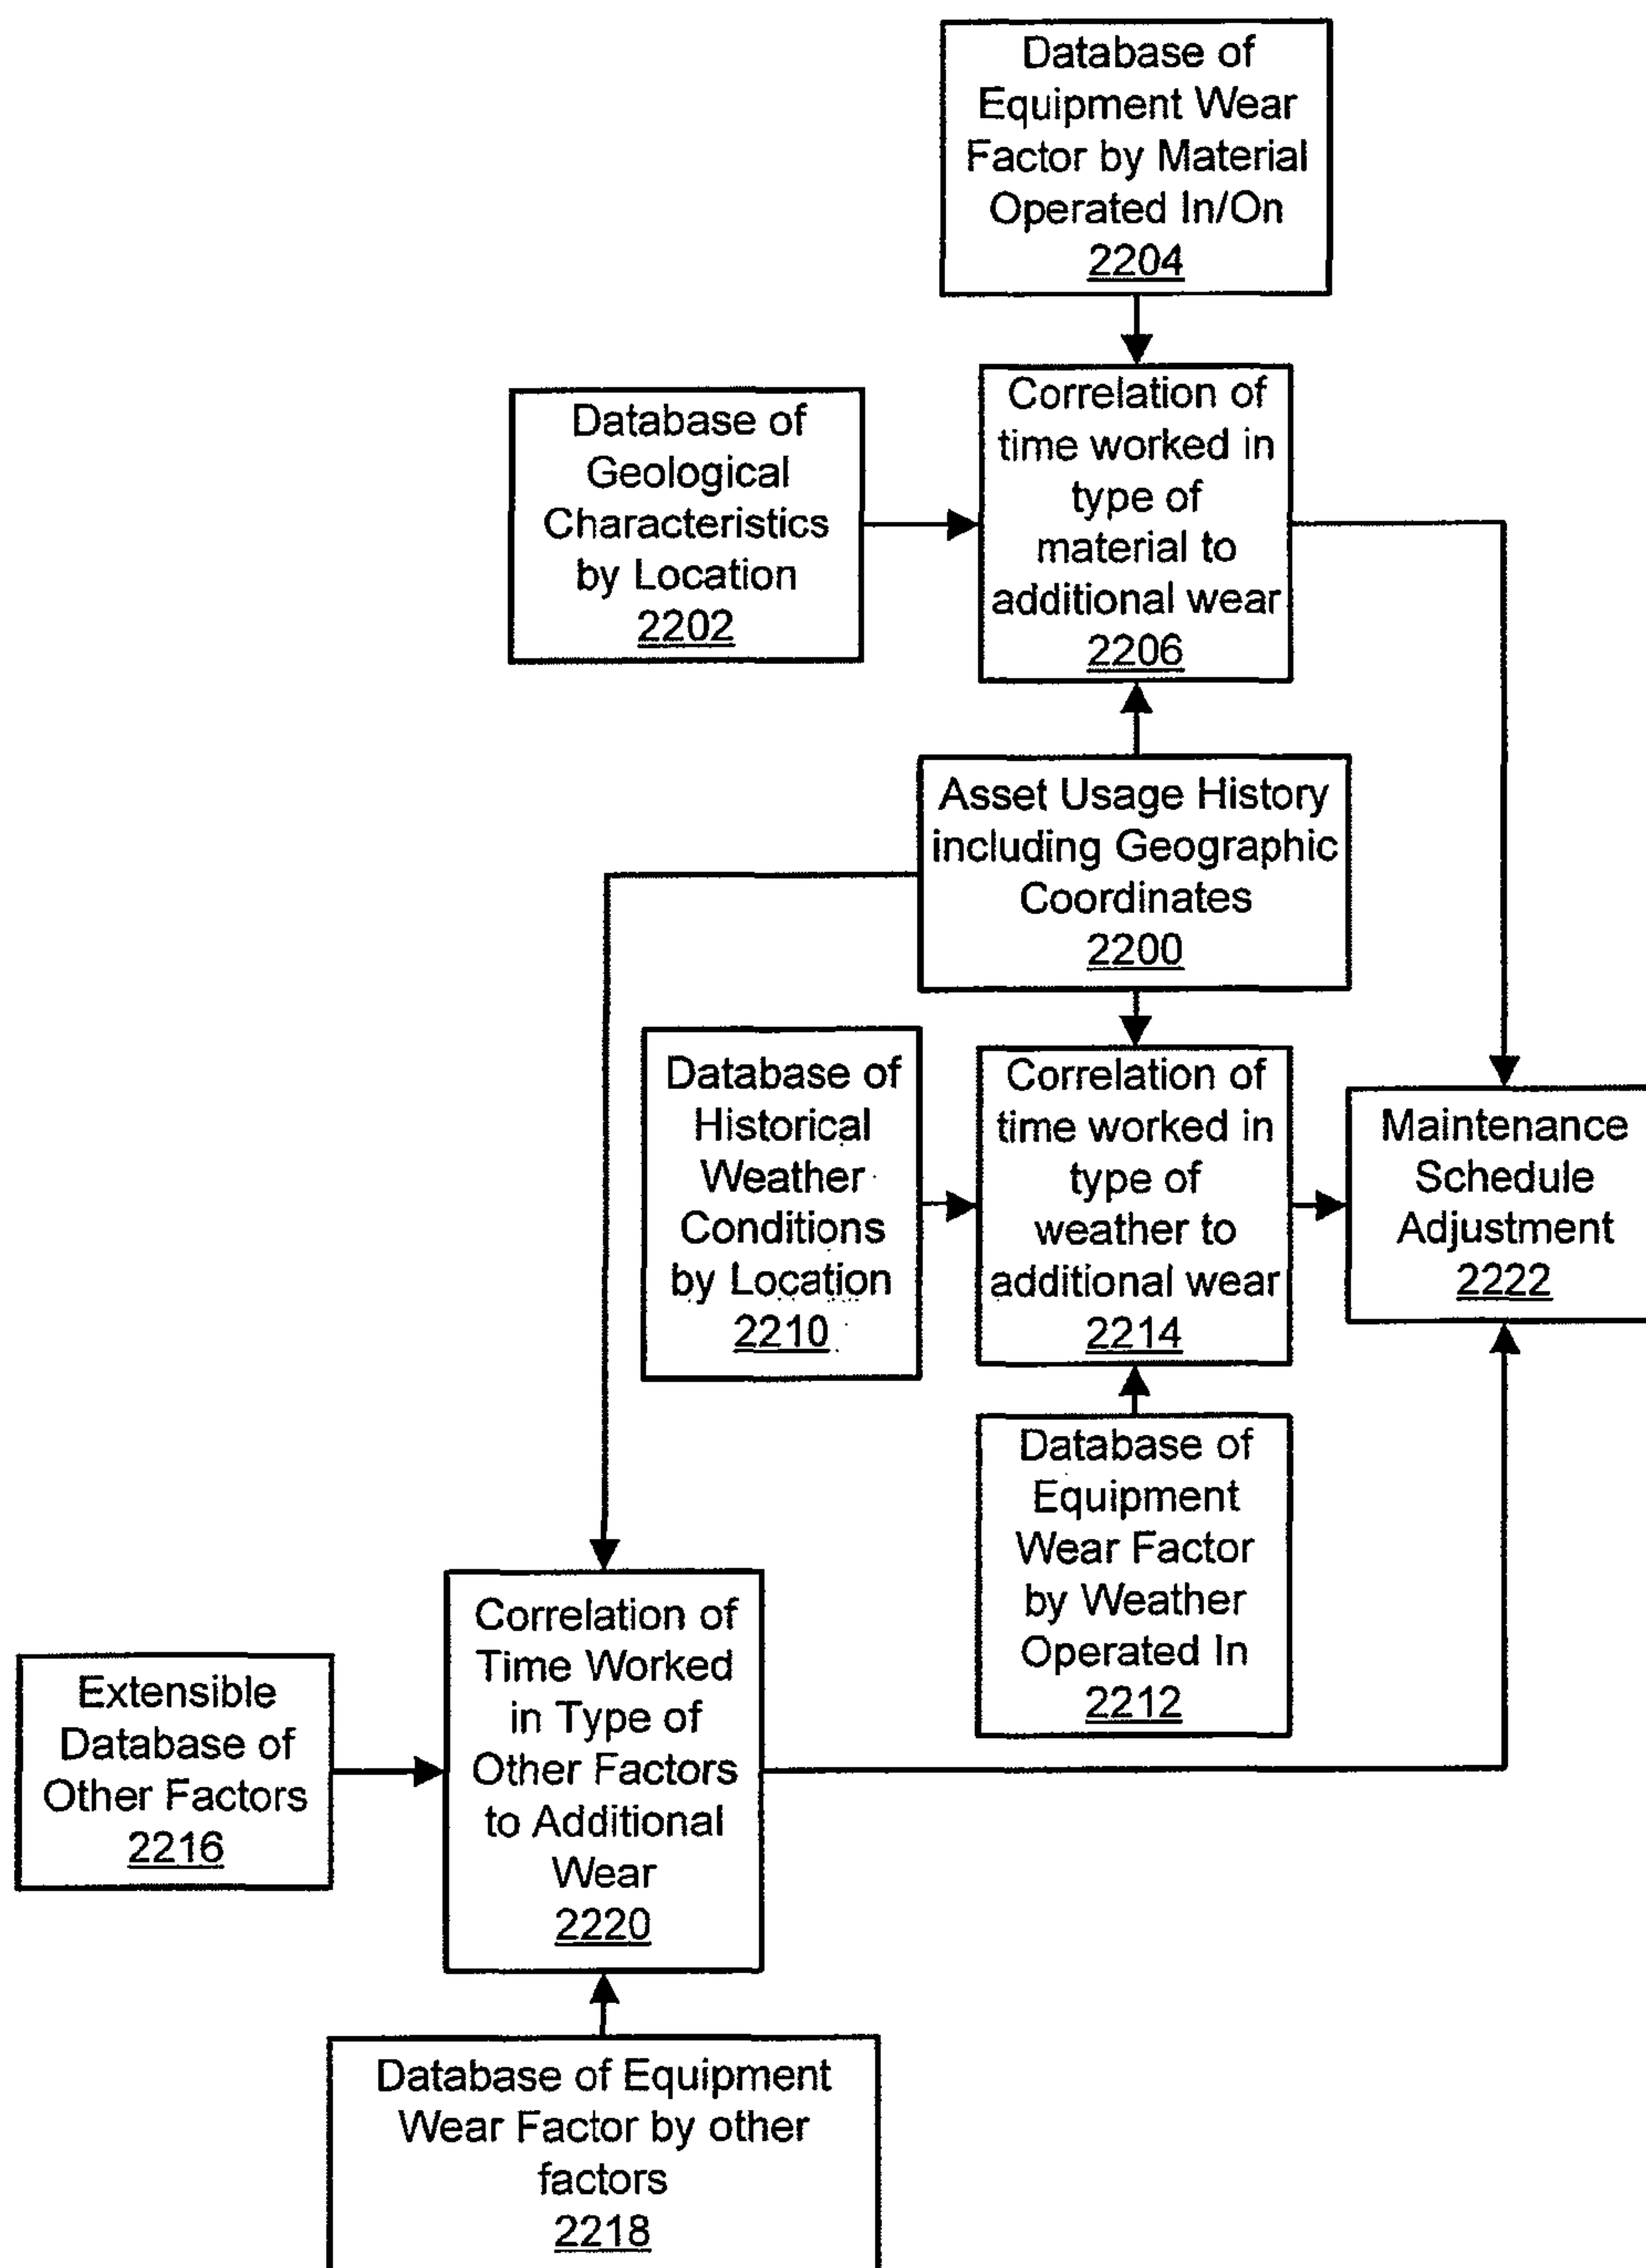 Database of
Equipment Wear
Factor by Material
Operated In/On
2204
Database of
Geological
Characteristics
by Location
2202
Correlation of
time worked in
type of
material to
additional wear
2206
Asset Usage History
including Geographic
Coordinates
2200
Database of
Historical
Weather
Conditions
by Location
2210
Correlation of
time worked in
type of
weather to
additional wear
2214
Maintenance
Schedule
Adjustment
2222
Database of
Equipment
Wear Factor
by Weather
Operated In
2212
Extensible
Database of
Other Factors
2216
Correlation of
Time Worked
in Type of
Other Factors
to Additional
Wear
2220
Database of Equipment
Wear Factor by other
factors
2218